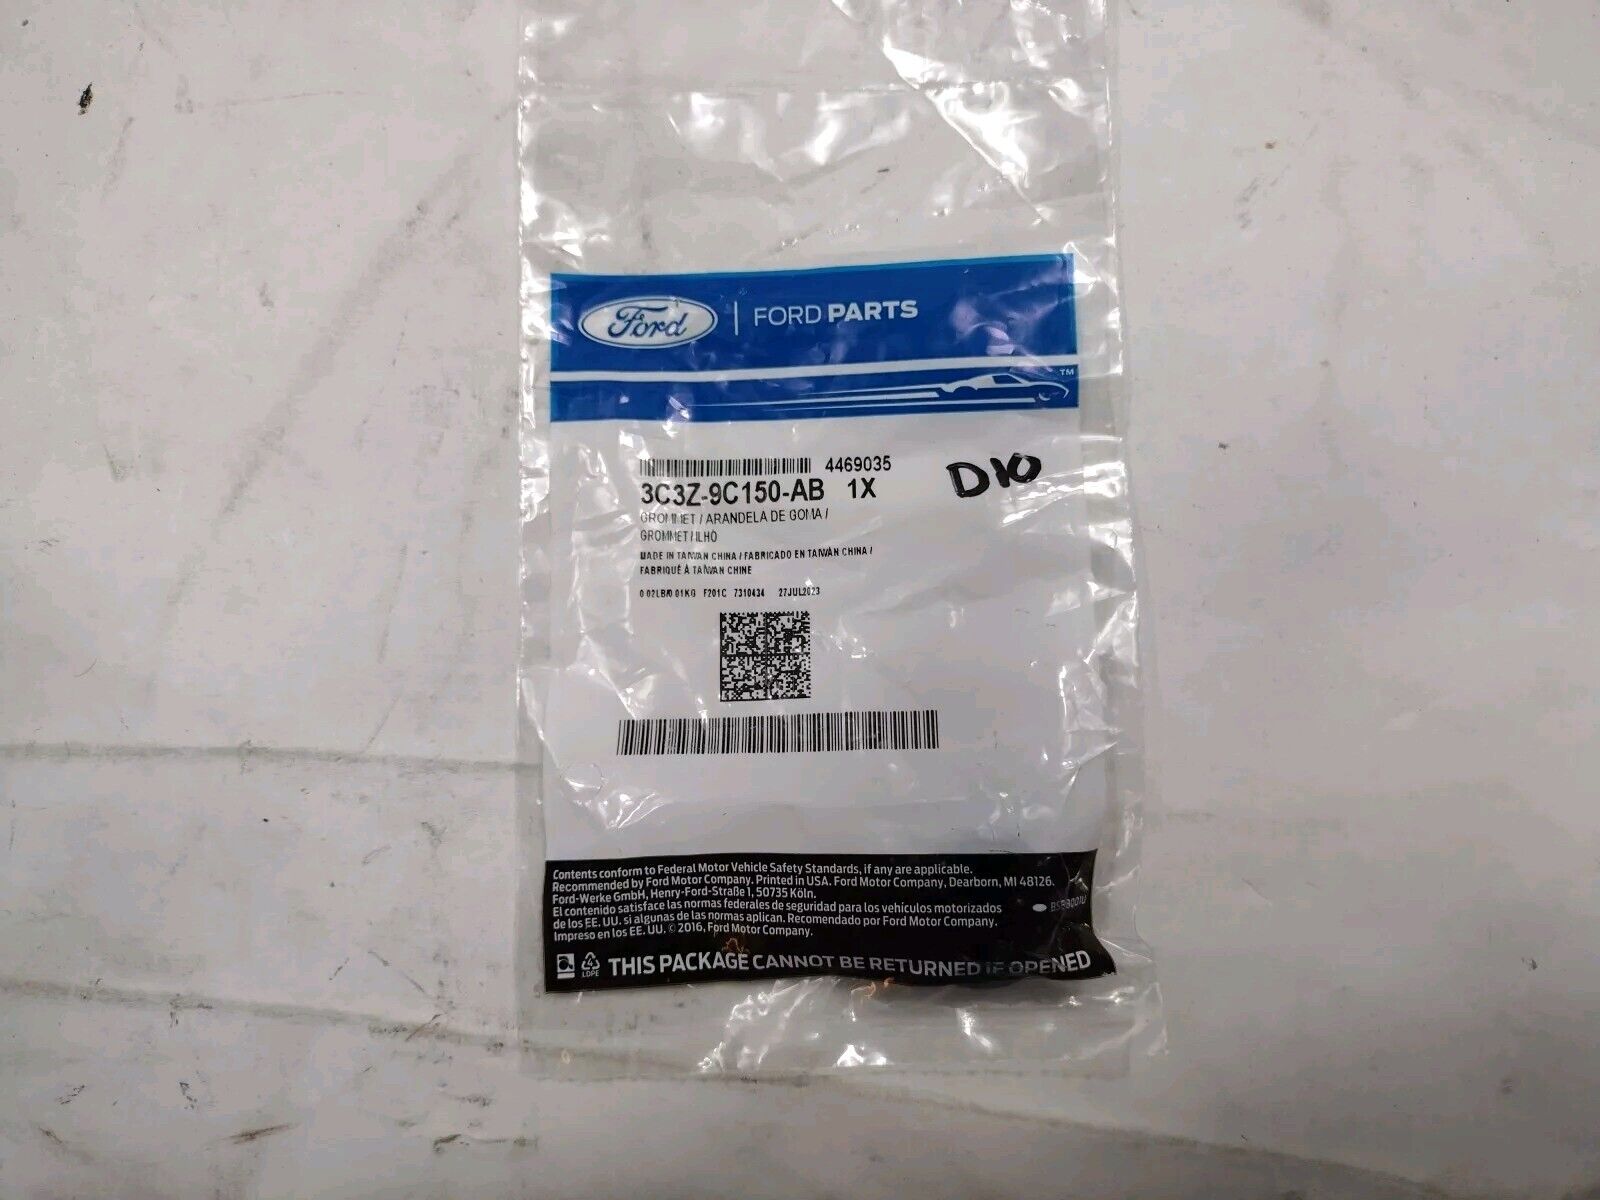 Ford | FORD PARTS
TM
4469035
3C3Z-9C150-AB 1X
D10
GROMMET / ARANDELA DE GOMA /
GROMMET / ILHÓ
MADE IN TAIWAN CHINA / FABRICADO EN TAIWÁN CHINA /
FABRIQUÉ À TAÏWAN CHINE
0.02LB/0.01KG F201C 7310434 27JUL2023
Contents conform to Federal Motor Vehicle Safety Standards, if any are applicable.
Recommended by Ford Motor Company. Printed in USA. Ford Motor Company, Dearborn, MI 48126.
Ford-Werke GmbH, Henry-Ford-Straße 1, 50735 Köln.
El contenido satisface las normas federales de seguridad para los vehículos motorizados
de los EE. UU. si algunas de las normas aplican. Recomendado por Ford Motor Company.
Impreso en los EE. UU. © 2016, Ford Motor Company.
4
LDPE
THIS PACKAGE CANNOT BE RETURNED IF OPENED